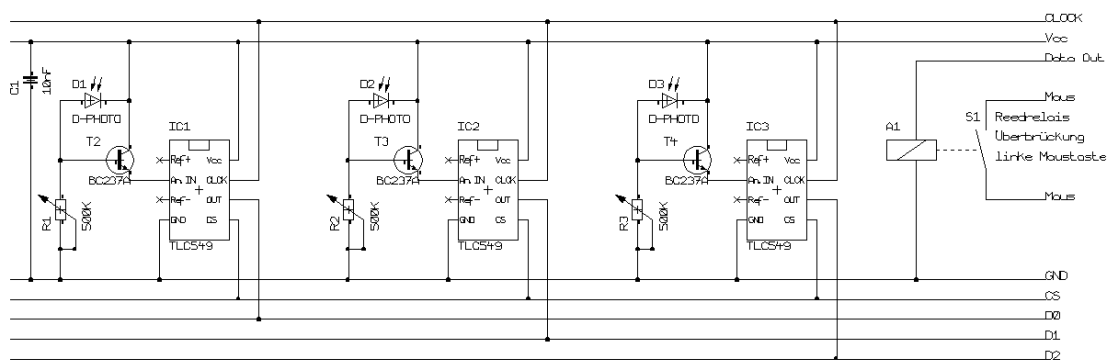 CLOCK
Vcc
Data Out
C1
10nF
D1
D-PHOTO
T2
BC237A
R1
500K
IC1
Ref+
Vcc
An.IN
CLCK
Ref-
OUT
GND
CS
TLC549
D2
D-PHOTO
T3
BC237A
R2
500K
IC2
Ref+
Vcc
An.IN
CLCK
Ref-
OUT
GND
CS
TLC549
D3
D-PHOTO
T4
BC237A
R3
500K
IC3
Ref+
Vcc
An.IN
CLCK
Ref-
OUT
GND
CS
TLC549
A1
Maus
S1
Reedrelais
Überbrückung
linke Maustaste
Maus
GND
CS
D0
D1
D2